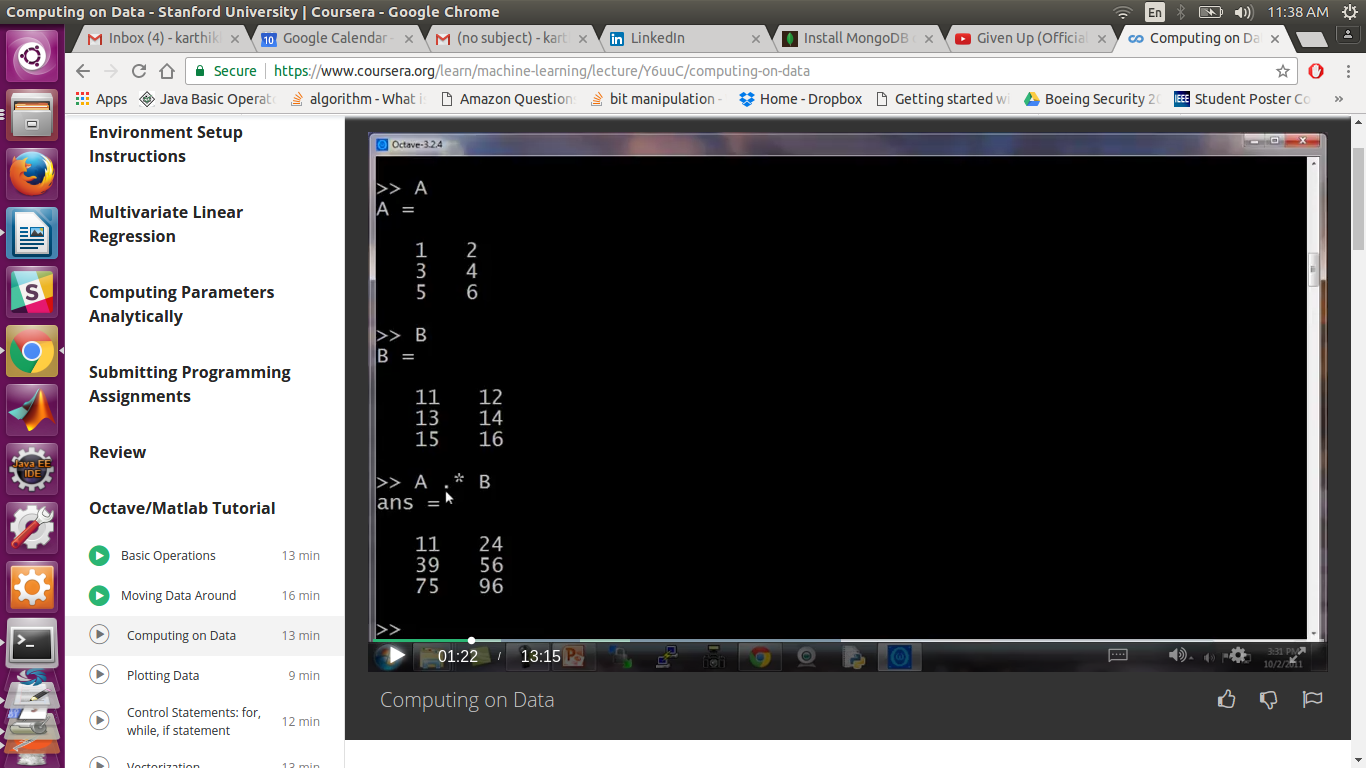 Computing on Data - Stanford University | Coursera - Google Chrome
En
11:38 AM
Inbox (4) - karthik
Google Calendar -
(no subject) - kart
LinkedIn
Install MongoDB
Given Up (Official
Computing on Da
Secure
https://www.coursera.org/learn/machine-learning/lecture/Y6uuC/computing-on-data
Apps
Java Basic Operat
algorithm - What i
Amazon Question
bit manipulation -
Home - Dropbox
Getting started wi
Boeing Security 20
IEEE
Student Poster Co
»
Environment Setup
Instructions
Multivariate Linear
Regression
Computing Parameters
Analytically
Submitting Programming
Assignments
Review
Octave/Matlab Tutorial
Basic Operations 13 min
Moving Data Around 16 min
Computing on Data 13 min
Plotting Data 9 min
Control Statements: for,
while, if statement 12 min
Vectorization 13 min
Java EE
IDE
Octave-3.2.4
>> A
A =
1 2
3 4
5 6
>> B
B =
11 12
13 14
15 16
>> A .* B
ans =
11 24
39 56
75 96
>>
01:22 / 13:15
3:31 PM
10/2/2011
Computing on Data